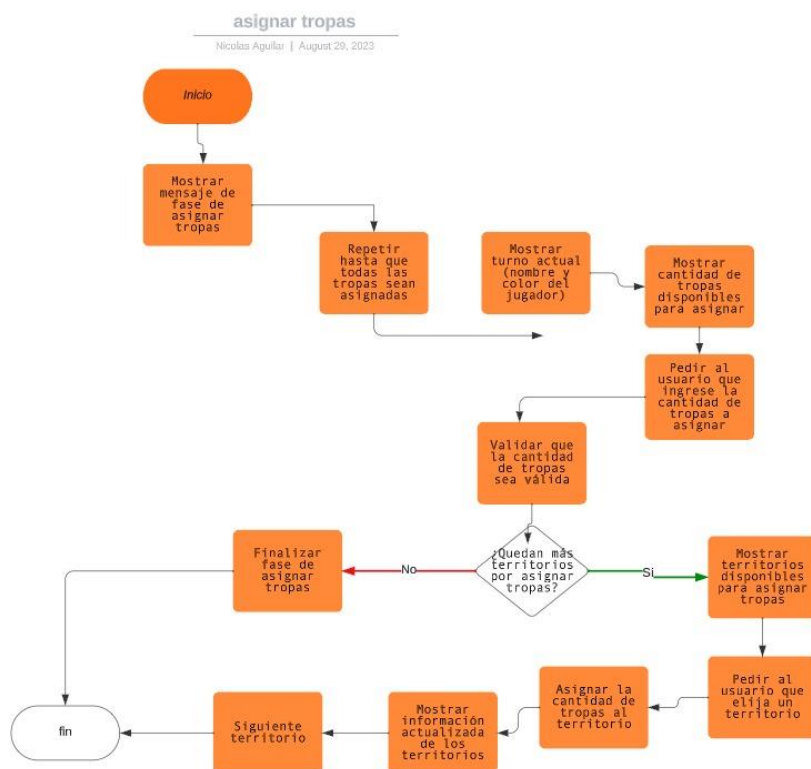 asignar tropas
Nicolas Aguilar | August 29, 2023
Inicio
Mostrar
mensaje de
fase de
asignar
tropas
Repetir
hasta que
todas las
tropas sean
asignadas
Mostrar
turno actual
(nombre y
color del
jugador)
Mostrar
cantidad de
tropas
disponibles
para asignar
Pedir al
usuario que
ingrese la
cantidad de
tropas a
asignar
Validar que
la cantidad
de tropas
sea válida
¿Quedan más
territorios
por asignar
tropas?
No
Si
Finalizar
fase de
asignar
tropas
Mostrar
territorios
disponibles
para asignar
tropas
Pedir al
usuario que
elija un
territorio
Asignar la
cantidad de
tropas al
territorio
Mostrar
información
actualizada
de los
territorios
Siguiente
territorio
fin